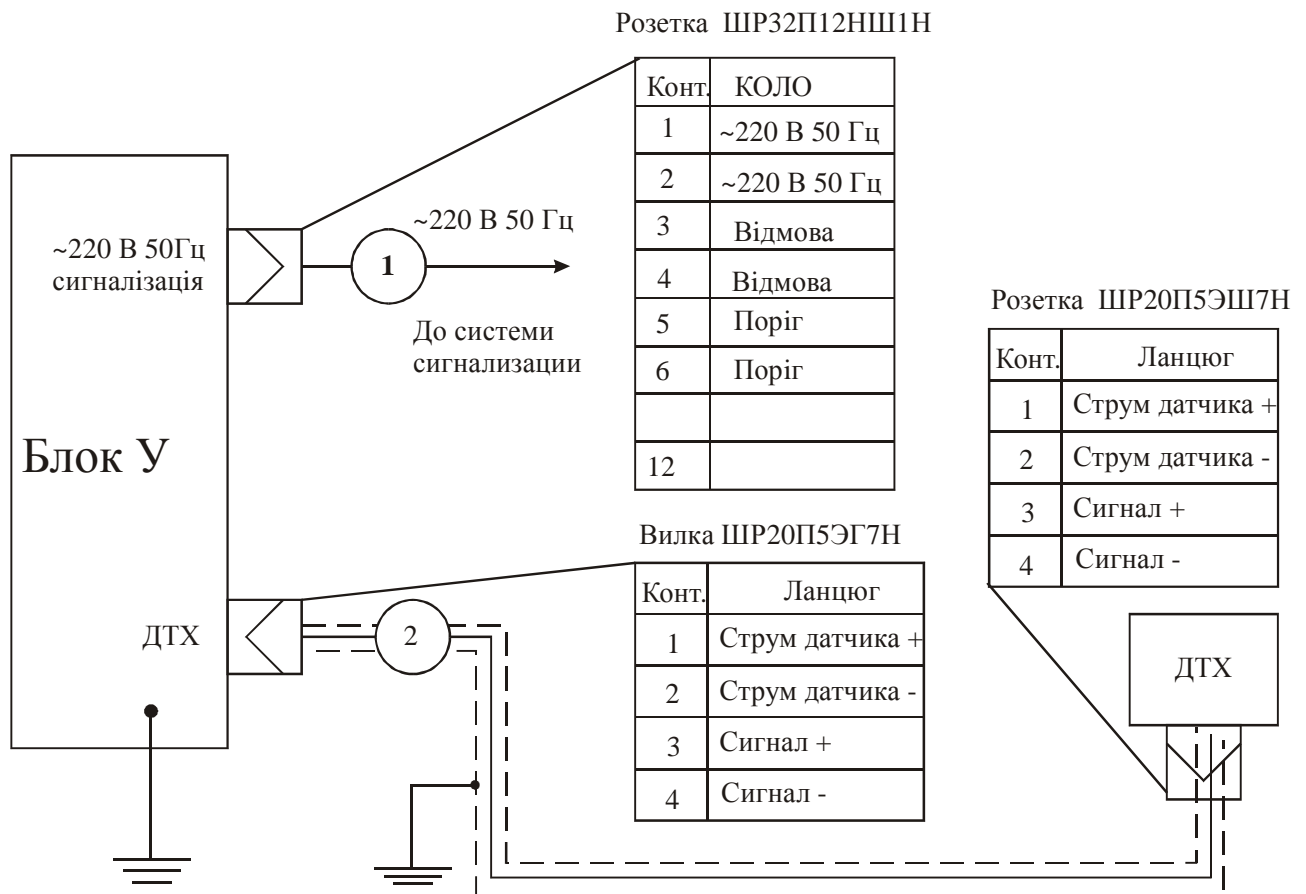 Розетка ШР32П12НШ1Н
Конт. КОЛО
1 ~220 В 50 Гц
2 ~220 В 50 Гц
3 Відмова
4 Відмова
5 Поріг
6 Поріг
12
~220 В 50Гц
сигналізація
1
~220 В 50 Гц
До системи
сигнализации
Блок У
Розетка ШР20П5ЭШ7Н
Конт. Ланцюг
1 Струм датчика +
2 Струм датчика -
3 Сигнал +
4 Сигнал -
Вилка ШР20П5ЭГ7Н
Конт. Ланцюг
1 Струм датчика +
2 Струм датчика -
3 Сигнал +
4 Сигнал -
ДТХ
2
ДТХ